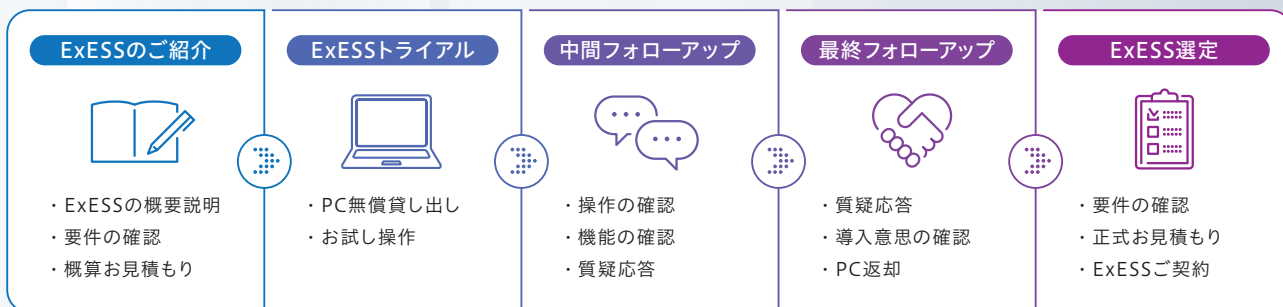 ExESSのご紹介
・ExESSの概要説明
・要件の確認
・概算お見積もり
ExESSトライアル
・PC無償貸し出し
・お試し操作
中間フォローアップ
・操作の確認
・機能の確認
・質疑応答
最終フォローアップ
・質疑応答
・導入意思の確認
・PC返却
ExESS選定
・要件の確認
・正式お見積もり
・ExESSご契約